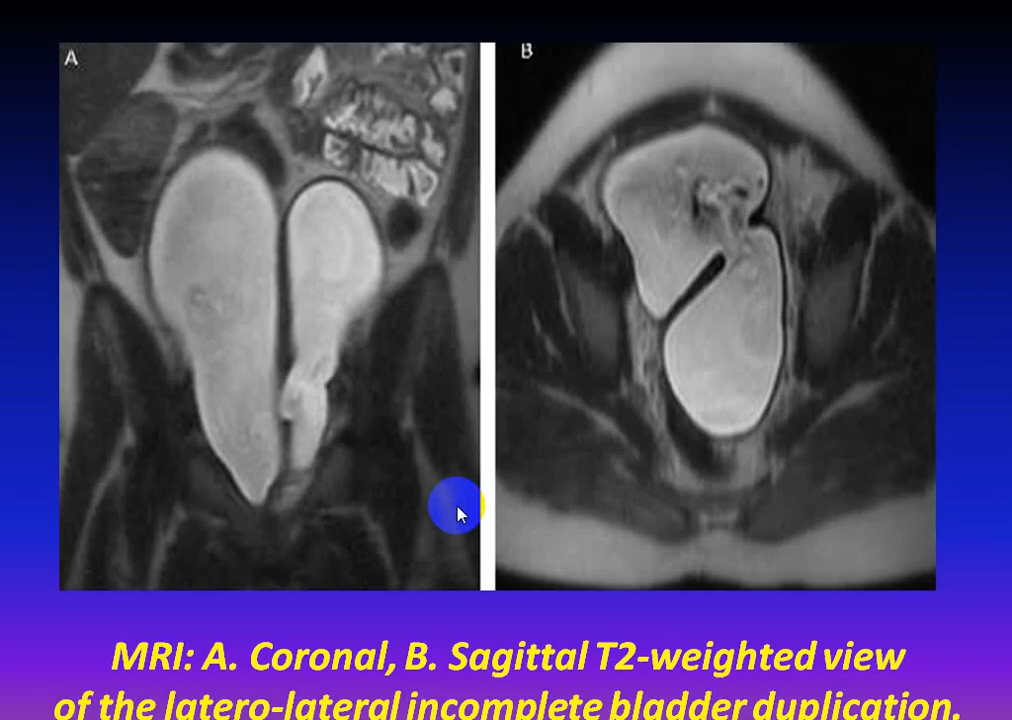 A
B
MRI: A. Coronal, B. Sagittal T2-weighted view
of the latero-lateral incomplete bladder duplication.